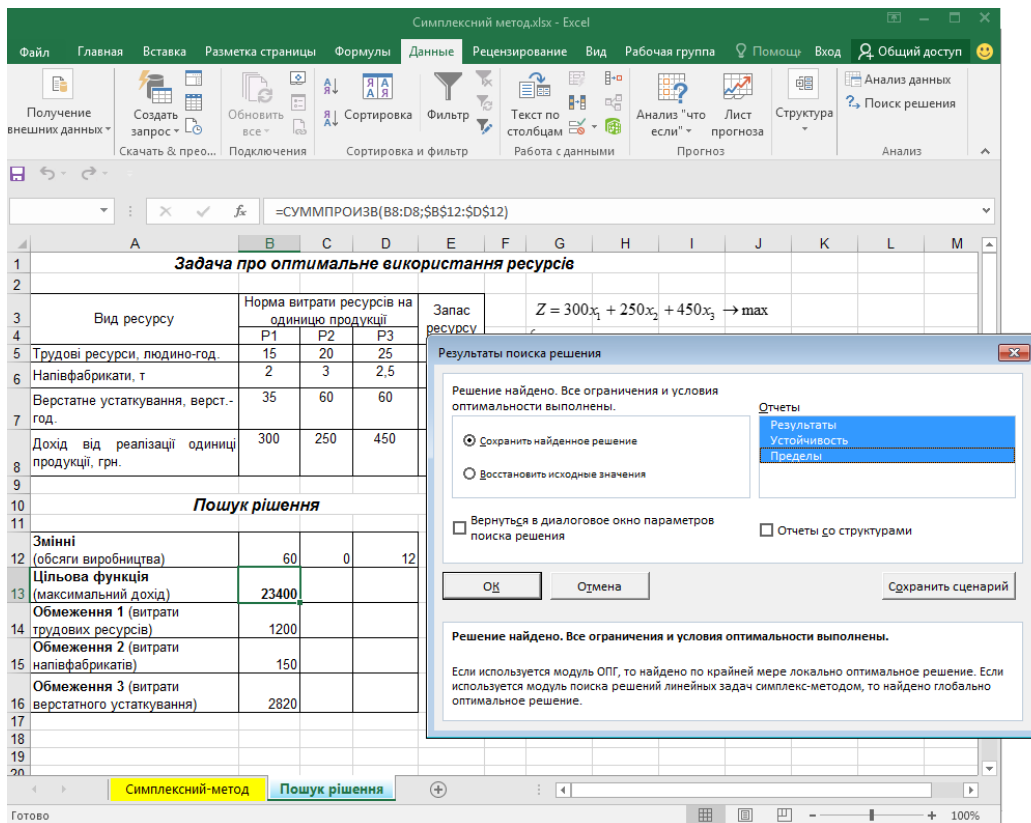 Симплексний метод.xlsx - Excel
Файл Главная Вставка Разметка страницы Формулы Данные Рецензирование Вид Рабочая группа Помощн Вход Общий доступ
Получение внешних данных
Создать запрос
Скачать & прео...
Обновить все
Подключения
Сортировка
Фильтр
Сортировка и фильтр
Текст по столбцам
Работа с данными
Анализ "что если"
Лист прогноза
Прогноз
Структура
Анализ данных
Поиск решения
Анализ
fx =СУММПРОИЗВ(B8:D8;$B$12:$D$12)
A B C D E F G H I J K L M
1 Задача про оптимальне використання ресурсів
2
3 Вид ресурсу Норма витрати ресурсів на одиницю продукції Запас ресурсу Z = 300x₁ + 250x₂ + 450x₃ → max
4 P1 P2 P3
5 Трудові ресурси, людино-год. 15 20 25
6 Напівфабрикати, т 2 3 2,5
7 Верстатне устаткування, верст.-год. 35 60 60
8 Дохід від реалізації одиниці продукції, грн. 300 250 450
9
10 Пошук рішення
11
12 Змінні (обсяги виробництва) 60 0 12
13 Цільова функція (максимальний дохід) 23400
14 Обмеження 1 (витрати трудових ресурсів) 1200
15 Обмеження 2 (витрати напівфабрикатів) 150
16 Обмеження 3 (витрати верстатного устаткування) 2820
17
18
19
20
Результаты поиска решения
Решение найдено. Все ограничения и условия
оптимальности выполнены.
Сохранить найденное решение
Восстановить исходные значения
Отчеты
Результаты
Устойчивость
Пределы
Вернуться в диалоговое окно параметров
поиска решения
Отчеты со структурами
ОК Отмена Сохранить сценарий
Решение найдено. Все ограничения и условия оптимальности выполнены.
Если используется модуль ОПГ, то найдено по крайней мере локально оптимальное решение. Если
используется модуль поиска решений линейных задач симплекс-методом, то найдено глобально
оптимальное решение.
Симплексний-метод Пошук рішення
Готово 100%